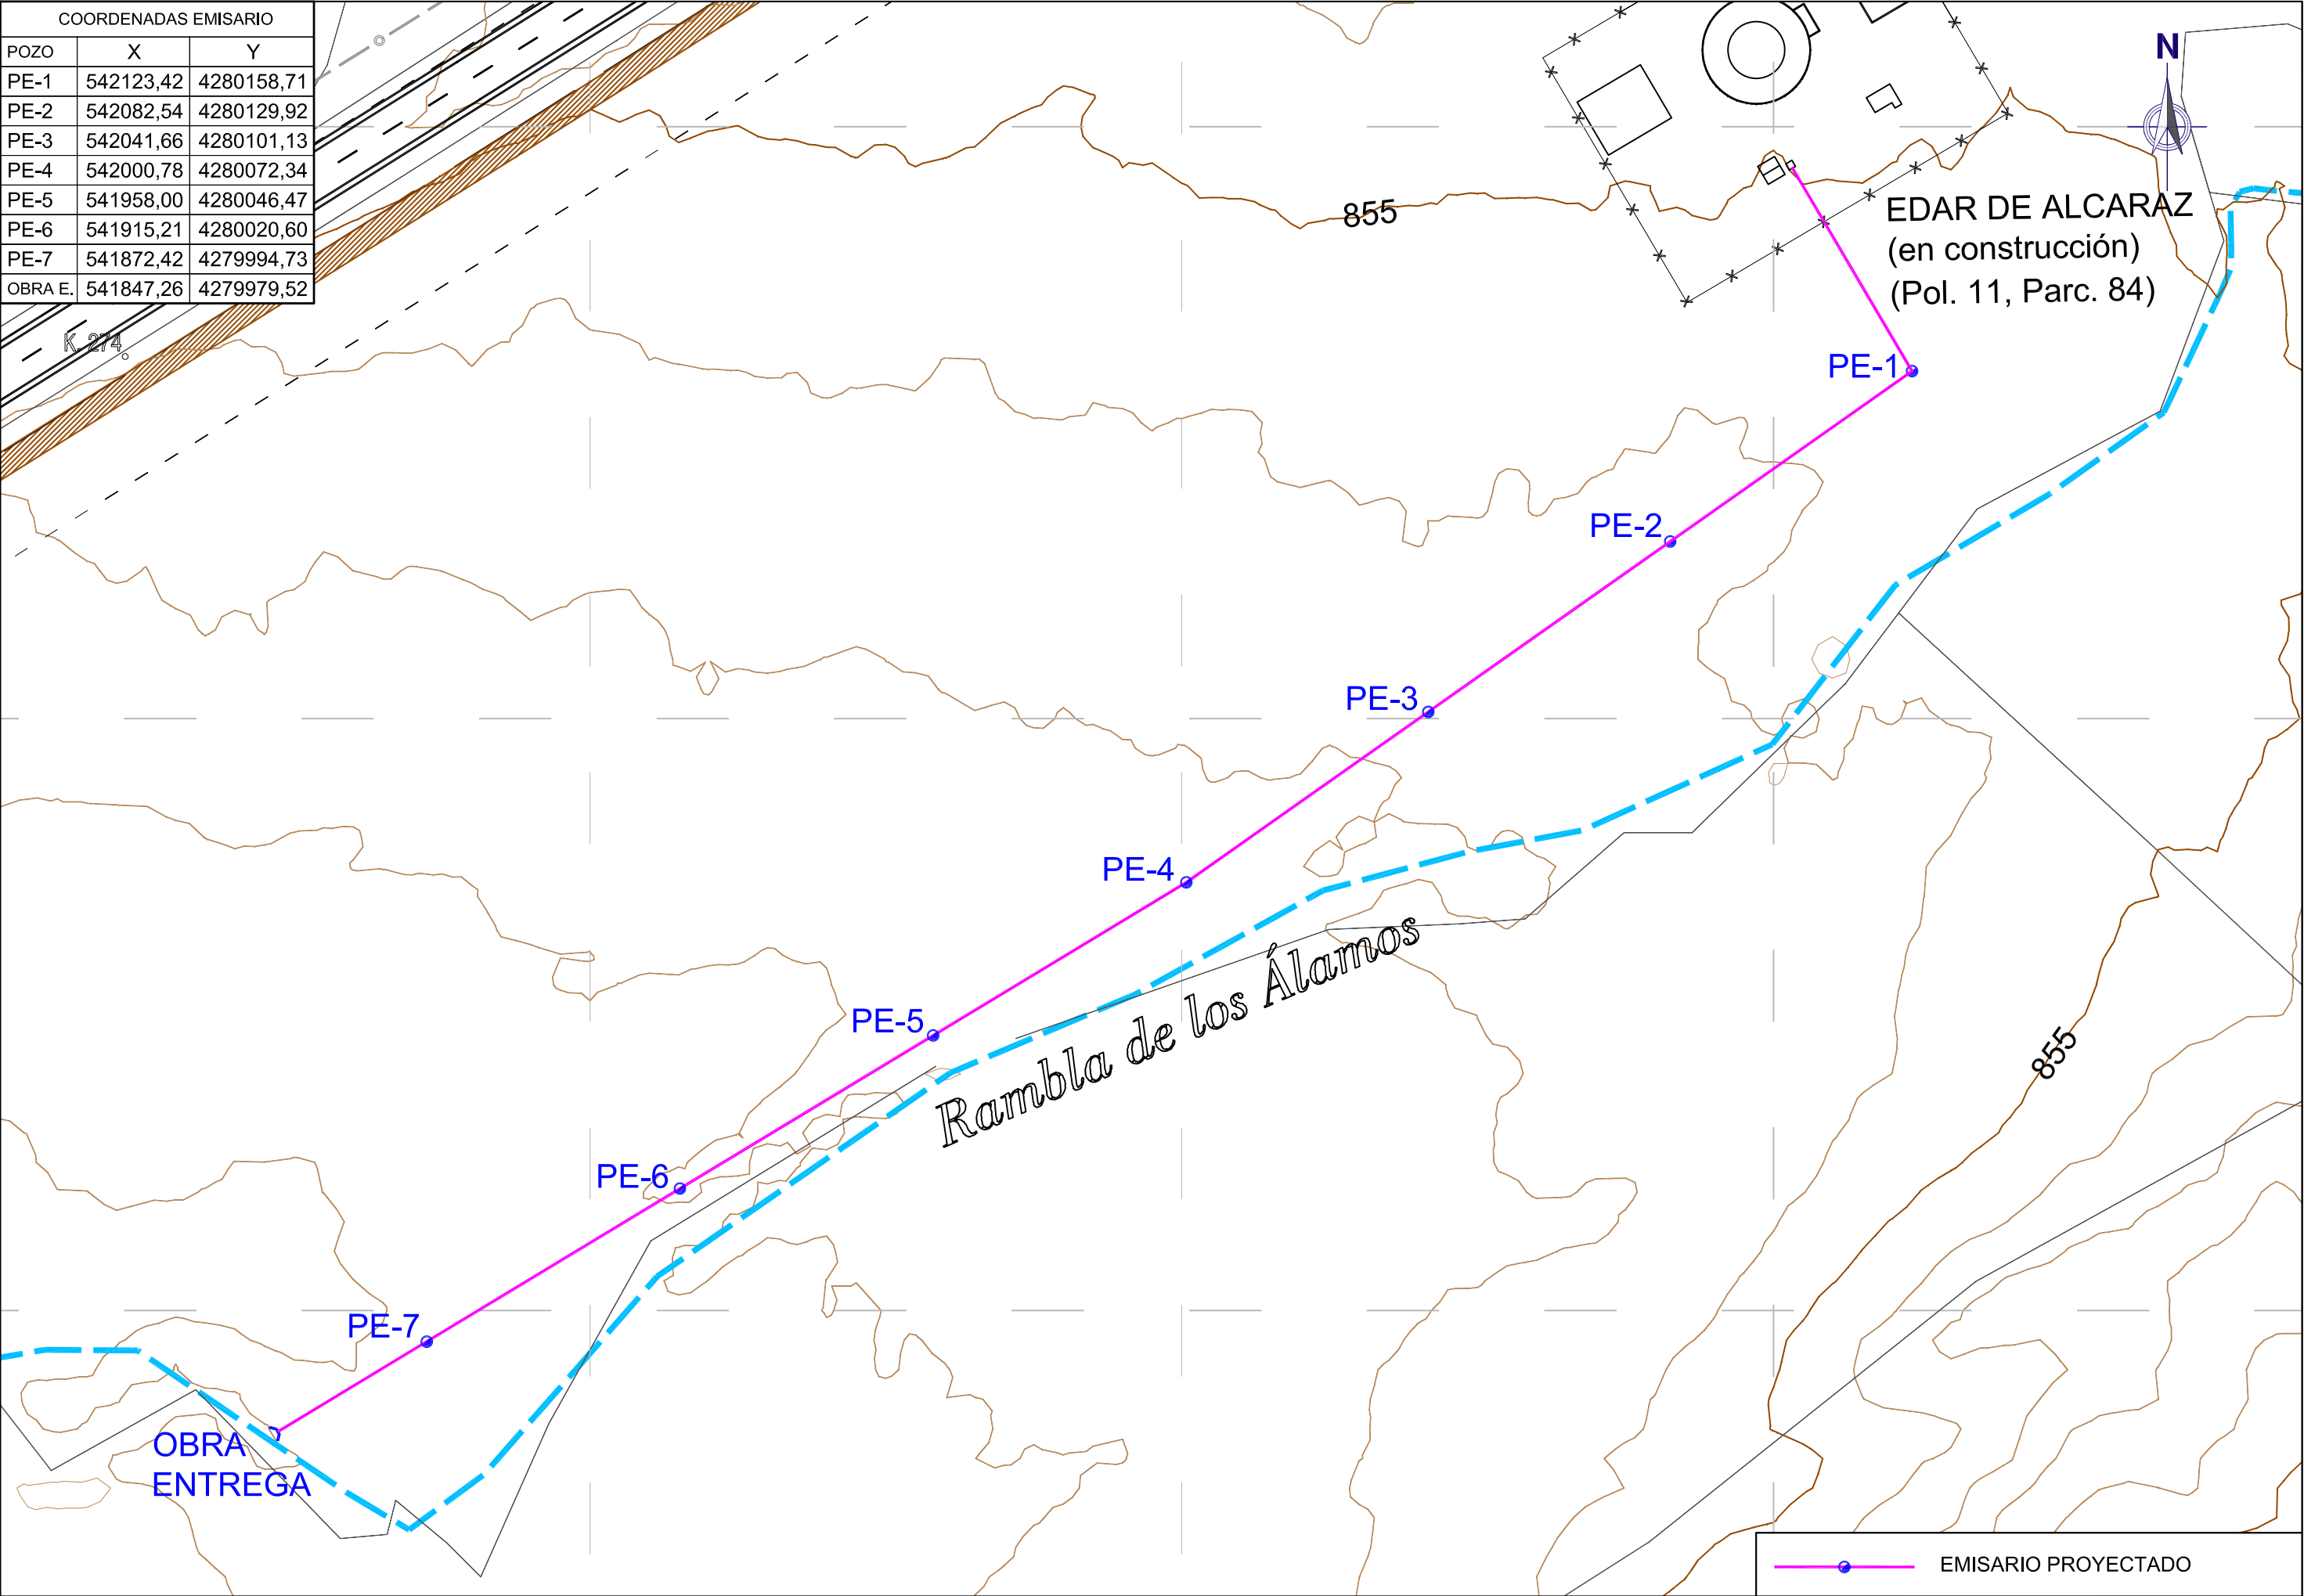 COORDENADAS EMISARIO
POZO X Y
PE-1 542123,42 4280158,71
PE-2 542082,54 4280129,92
PE-3 542041,66 4280101,13
PE-4 542000,78 4280072,34
PE-5 541958,00 4280046,47
PE-6 541915,21 4280020,60
PE-7 541872,42 4279994,73
OBRA E. 541847,26 4279979,52
K-274
N
855
EDAR DE ALCARAZ
(en construcción)
(Pol. 11, Parc. 84)
PE-1
PE-2
PE-3
PE-4
Rambla de los Álamos
PE-5
855
PE-6
PE-7
OBRA
ENTREGA
EMISARIO PROYECTADO